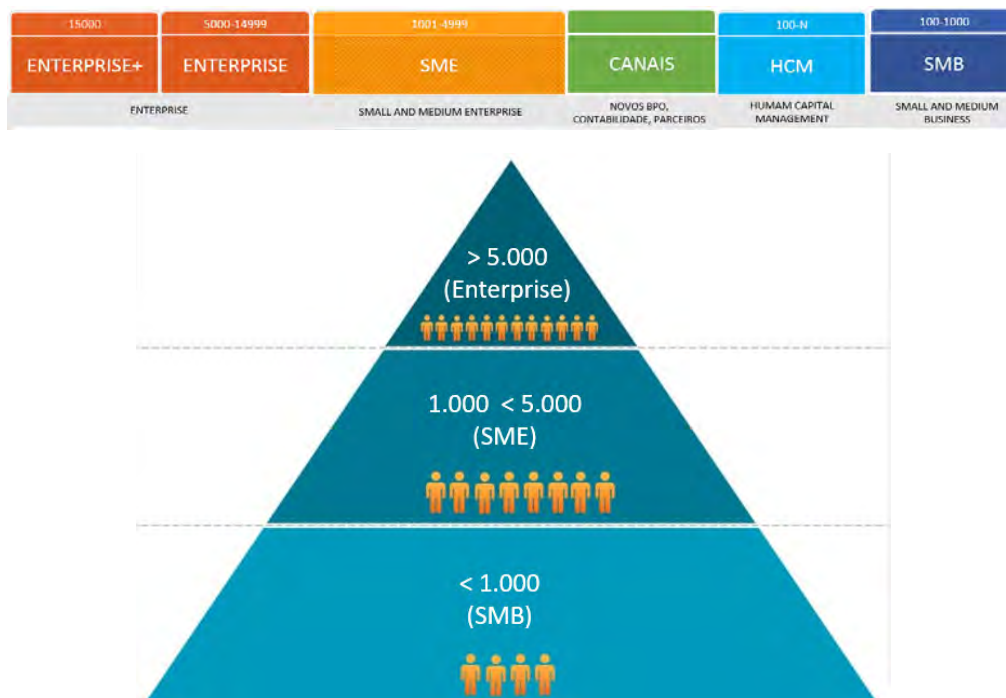 15000
5000-14999
1001-4999
100-N
100-1000
ENTERPRISE+
ENTERPRISE
SME
CANAIS
HCM
SMB
ENTERPRISE
SMALL AND MEDIUM ENTERPRISE
NOVOS BPO,
CONTABILIDADE, PARCEIROS
HUMAM CAPITAL
MANAGEMENT
SMALL AND MEDIUM
BUSINESS
> 5.000
(Enterprise)
1.000 < 5.000
(SME)
< 1.000
(SMB)